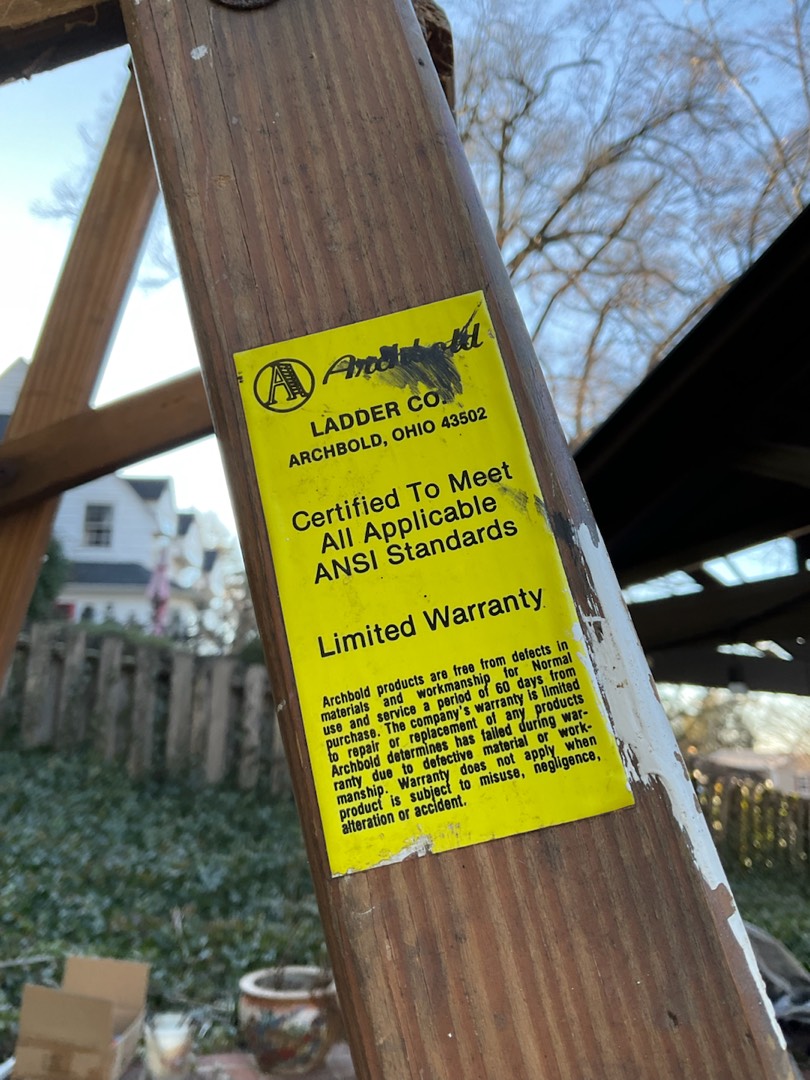 A Archbold
LADDER CO.
ARCHBOLD, OHIO 43502
Certified To Meet
All Applicable
ANSI Standards
Limited Warranty
Archbold products are free from defects in
materials and workmanship for Normal
use and service a period of 60 days from
purchase. The company's warranty is limited
to repair or replacement of any products
Archbold determines has failed during war-
ranty due to defective material or work-
manship. Warranty does not apply when
product is subject to misuse, negligence,
alteration or accident.